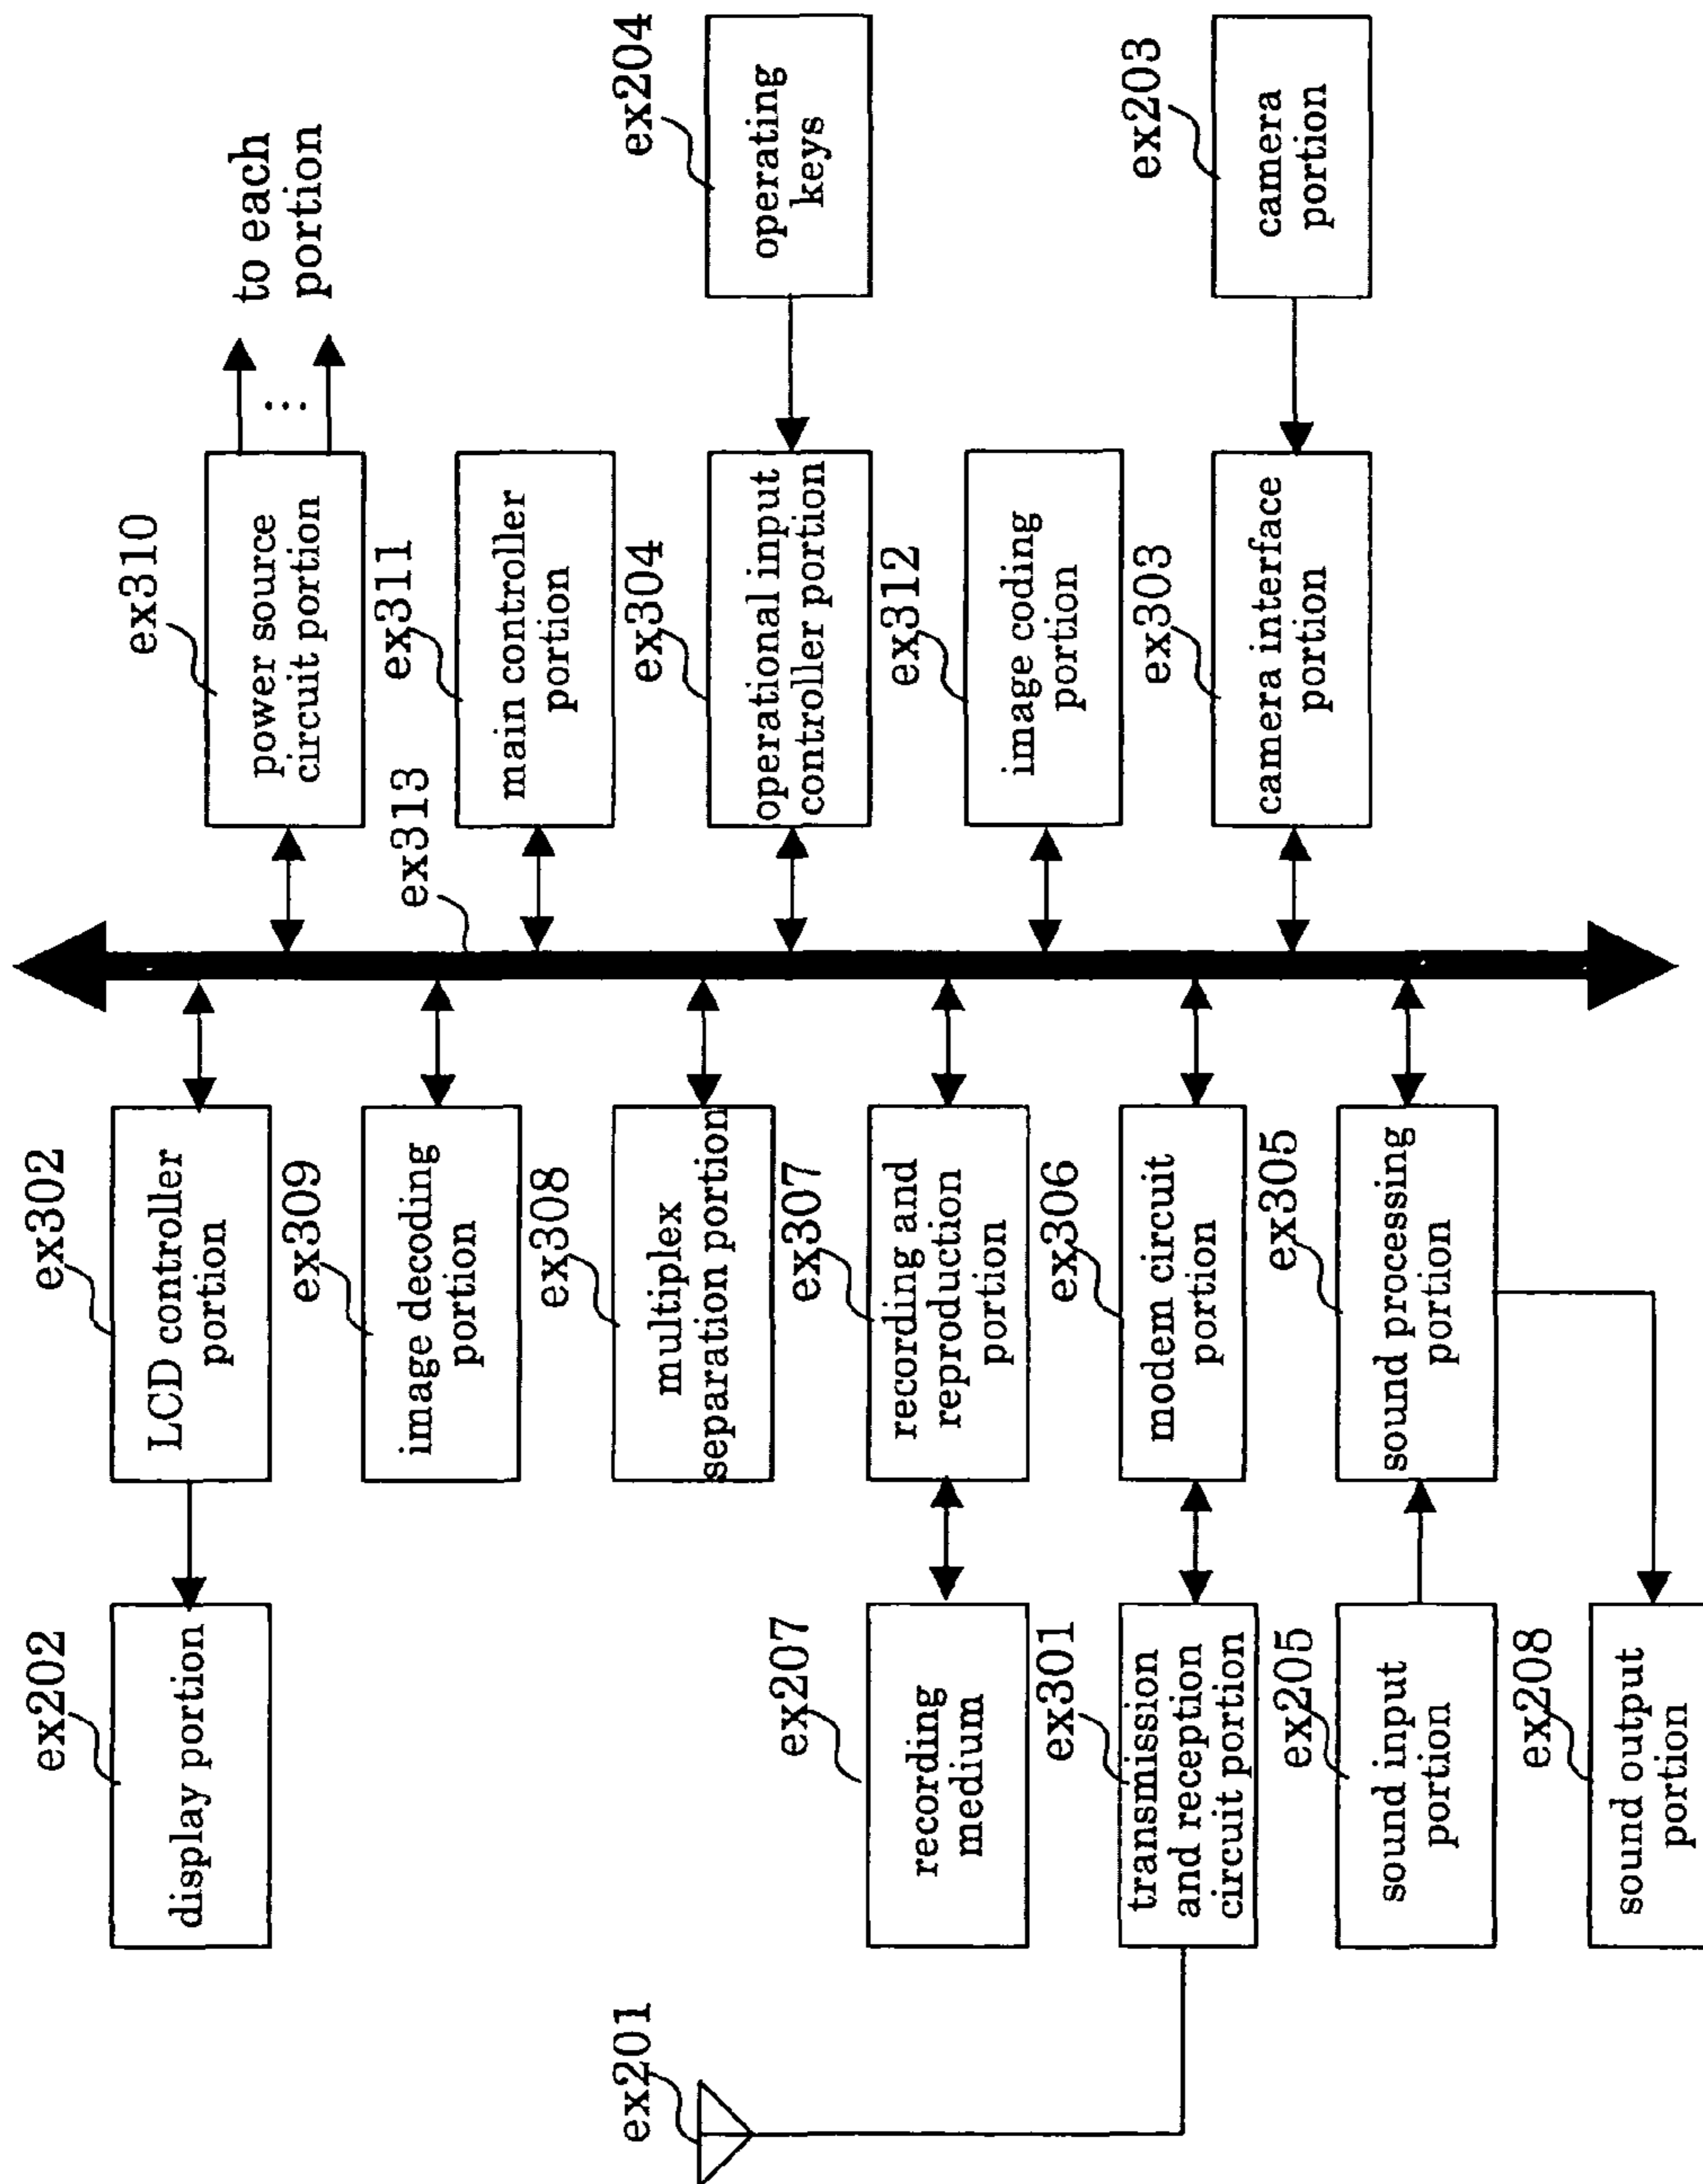 ex201
ex202
display portion
ex207
recording
medium
ex301
transmission
and reception
circuit portion
ex205
sound input
portion
ex208
sound output
portion
ex302
LCD controller
portion
ex309
image decoding
portion
ex308
multiplex
separation portion
ex307
recording and
reproduction
portion
ex306
modem circuit
portion
ex305
sound processing
portion
ex313
ex310
power source
circuit portion
ex311
main controller
portion
ex304
operational input
controller portion
ex312
image coding
portion
ex303
camera interface
portion
to each
portion
ex204
operating
keys
ex203
camera
portion